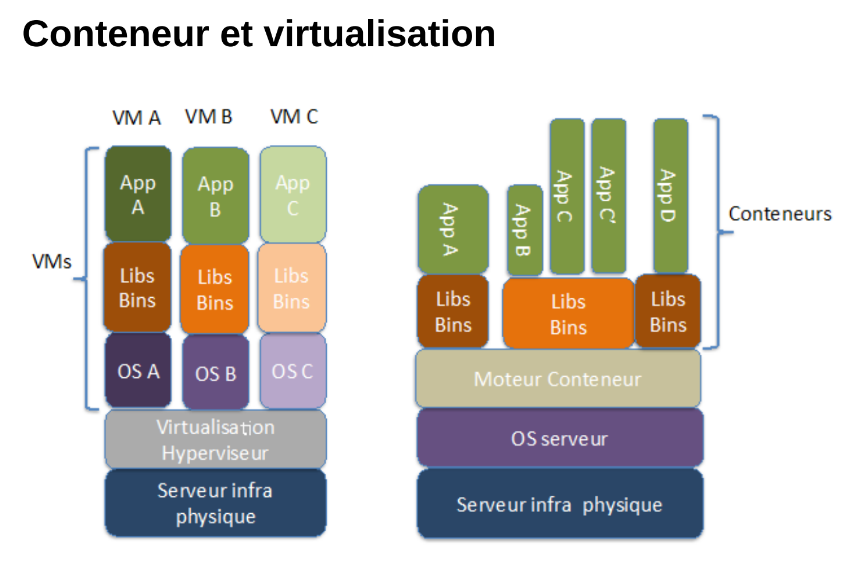 Conteneur et virtualisation
VM A
VM B
VM C
VMs
App
A
App
B
App
C
Libs
Bins
Libs
Bins
Libs
Bins
OS A
OS B
OS C
Virtualisation
Hyperviseur
Serveur infra
physique
App A
App B
App C
App C'
App D
Conteneurs
Libs
Bins
Libs
Bins
Libs
Bins
Moteur Conteneur
OS serveur
Serveur infra physique